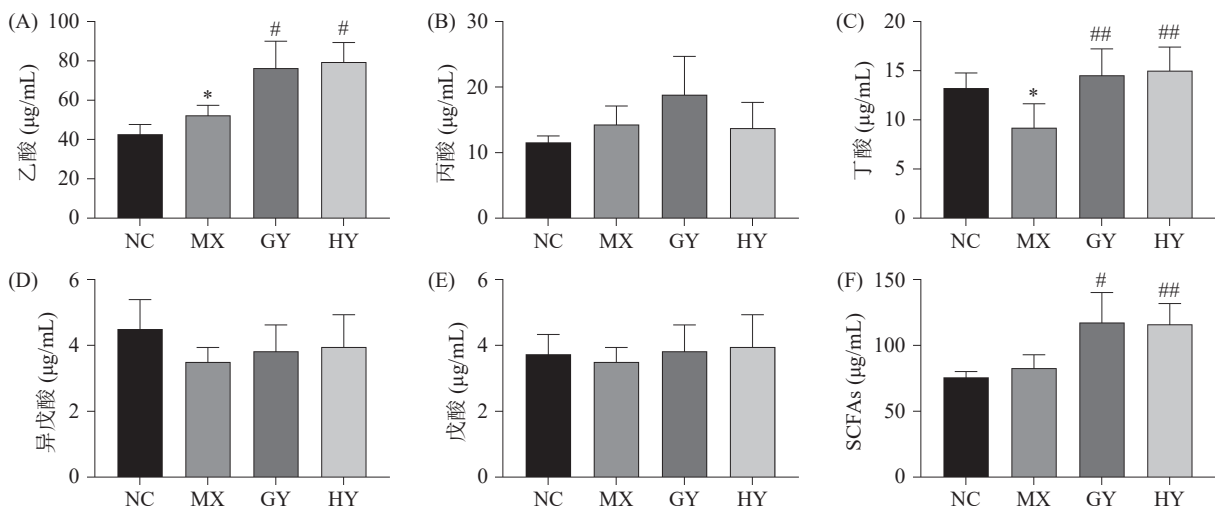 (A)
乙酸 (μg/mL)
100
80
60
40
20
0
*
#
#
NC MX GY HY
(B)
丙酸 (μg/mL)
30
20
10
0
NC MX GY HY
(C)
丁酸 (μg/mL)
20
15
10
5
0
*
##
##
NC MX GY HY
(D)
异戊酸 (μg/mL)
6
4
2
0
NC MX GY HY
(E)
戊酸 (μg/mL)
6
4
2
0
NC MX GY HY
(F)
SCFAs (μg/mL)
150
100
50
0
#
##
NC MX GY HY